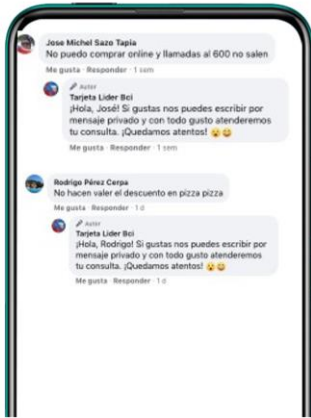 Jose Michel Sazo Tapia
No puedo comprar online y llamadas al 600 no salen
Me gusta · Responder · 1 sem
Autor
Tarjeta Lider Bci
¡Hola, José! Si gustas nos puedes escribir por
mensaje privado y con todo gusto atenderemos
tu consulta. ¡Quedamos atentos! 😮😀
Me gusta · Responder · 1 sem
Rodrigo Pérez Cerpa
No hacen valer el descuento en pizza pizza
Me gusta · Responder · 1 d
Autor
Tarjeta Lider Bci
¡Hola, Rodrigo! Si gustas nos puedes escribir por
mensaje privado y con todo gusto atenderemos
tu consulta. ¡Quedamos atentos! 😮😀
Me gusta · Responder · 1 d